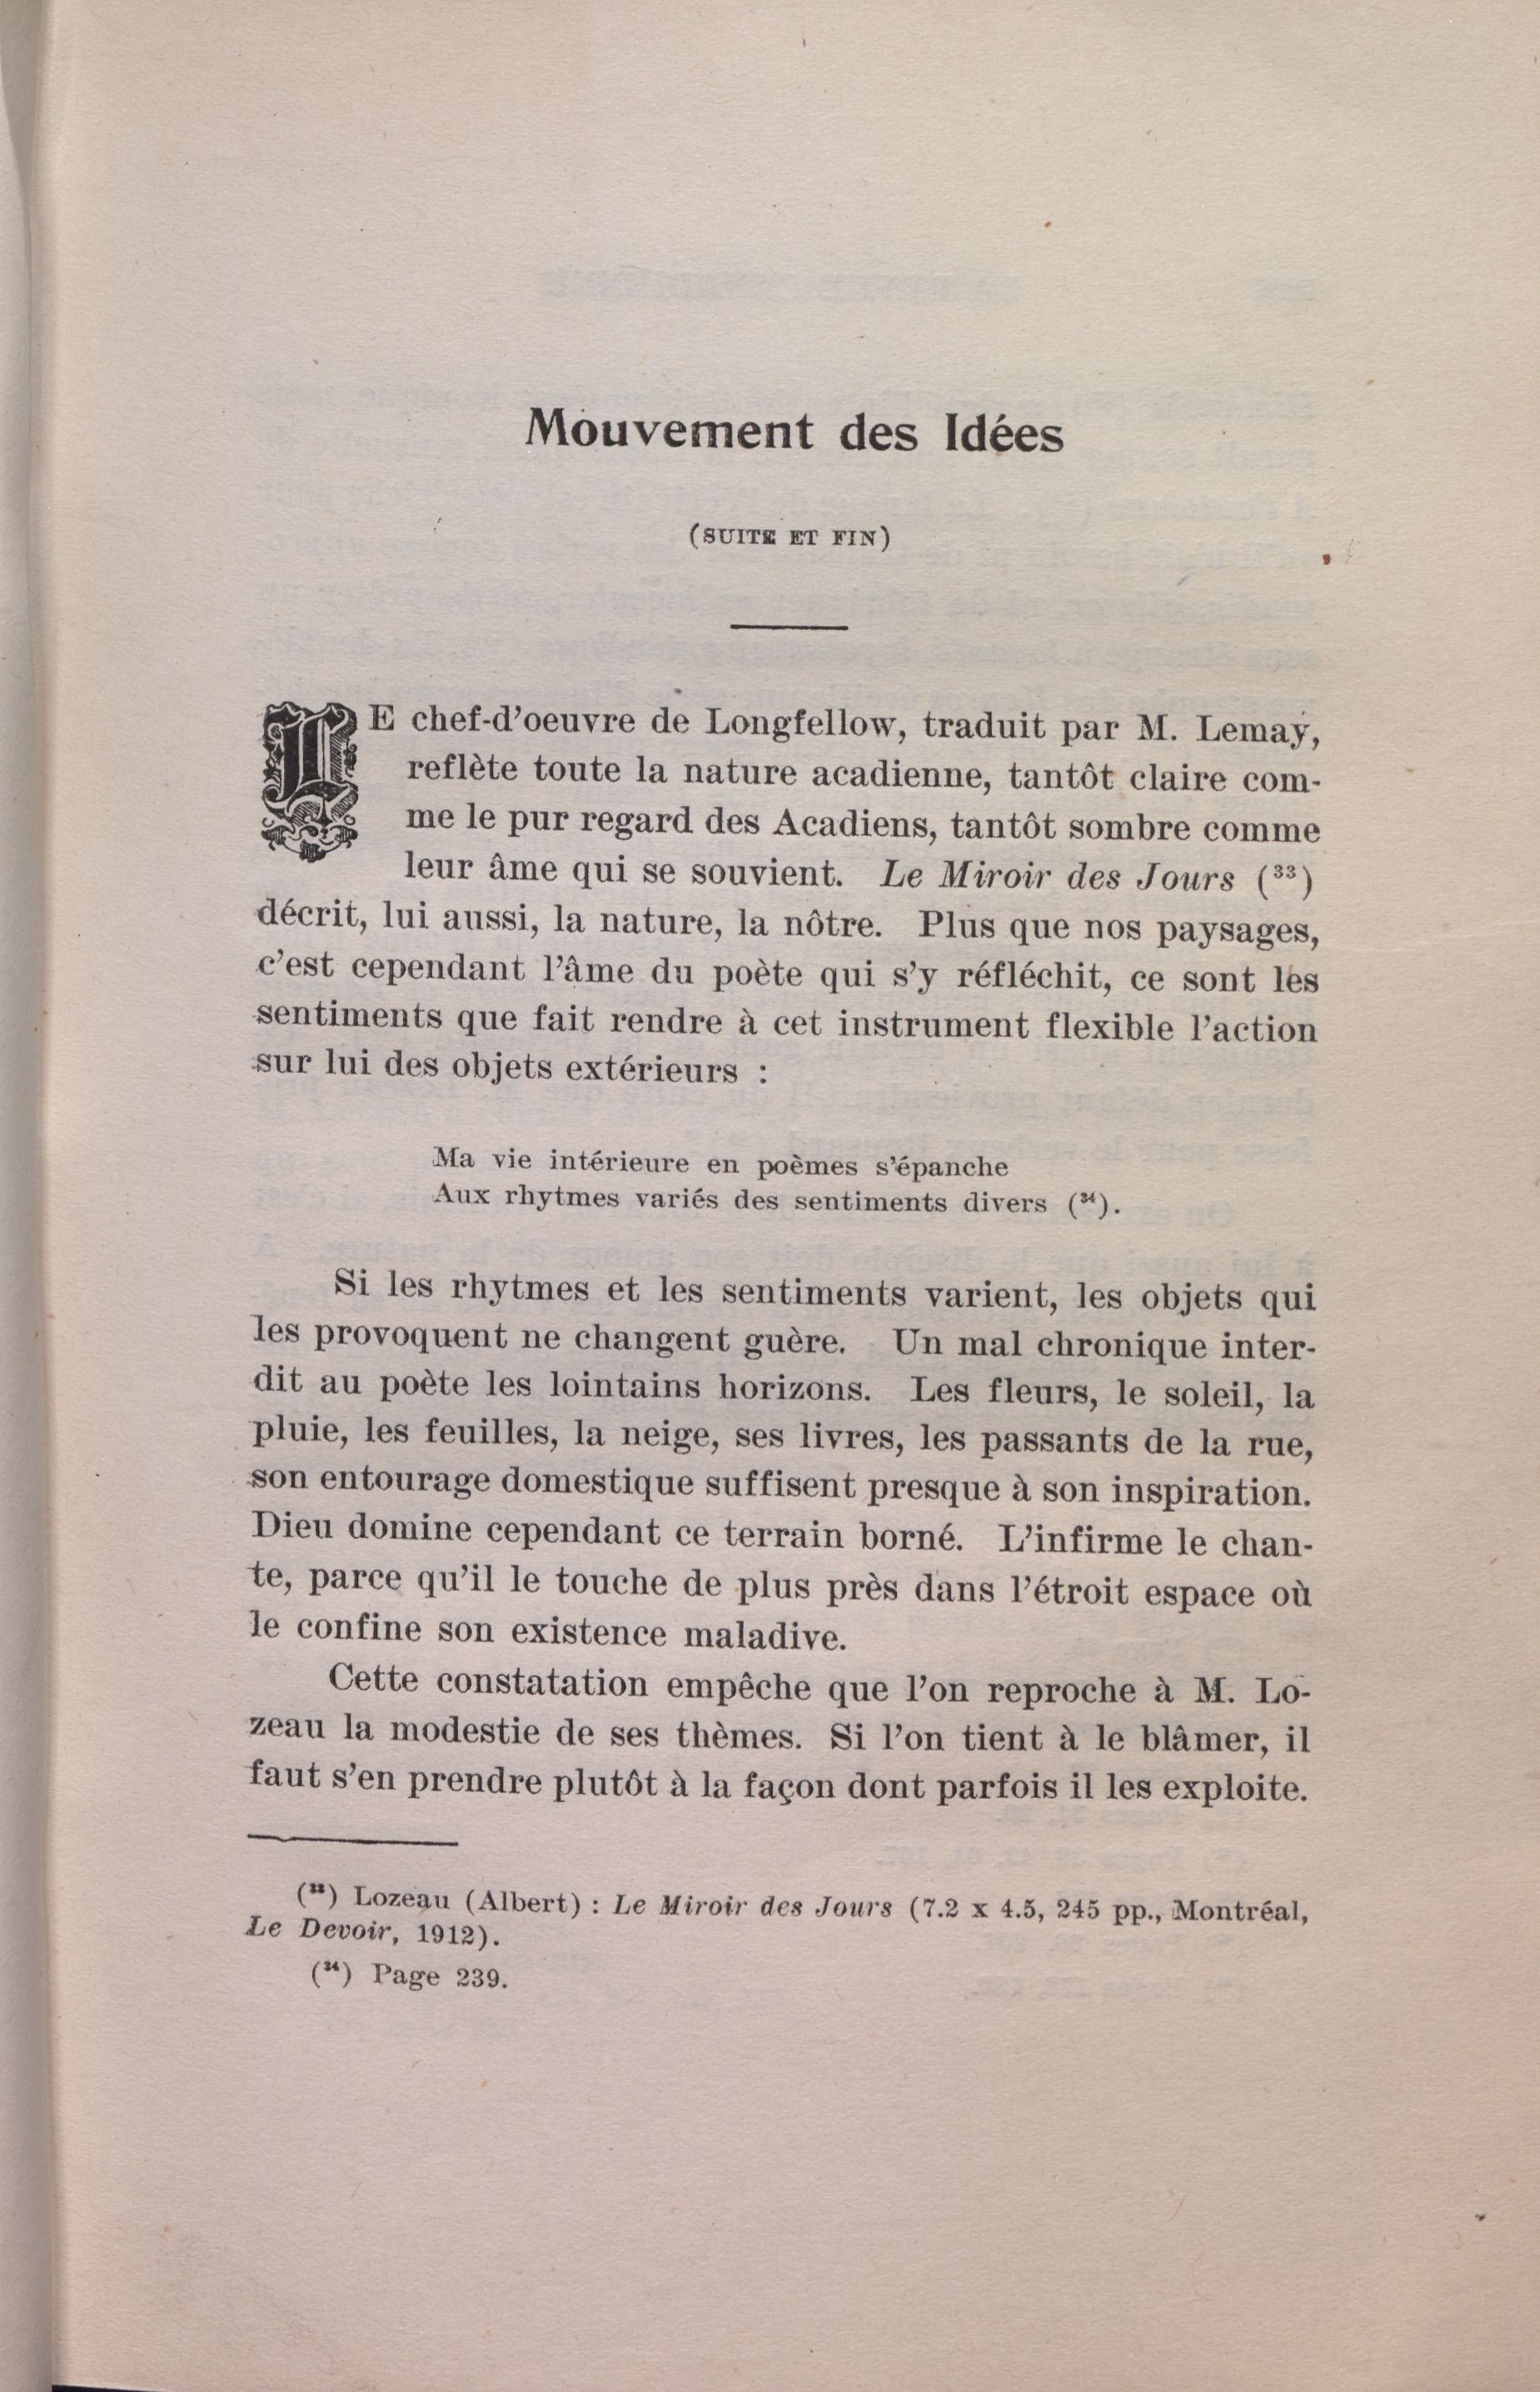 Mouvement des Idées
(SUITE ET FIN)
LE chef-d'oeuvre de Longfellow, traduit par M. Lemay,
reflète toute la nature acadienne, tantôt claire com-
me le pur regard des Acadiens, tantôt sombre comme
leur âme qui se souvient. Le Miroir des Jours (33)
décrit, lui aussi, la nature, la nôtre. Plus que nos paysages,
c'est cependant l'âme du poète qui s'y réfléchit, ce sont les
sentiments que fait rendre à cet instrument flexible l'action
sur lui des objets extérieurs :
Ma vie intérieure en poèmes s'épanche
Aux rhytmes variés des sentiments divers (34).
Si les rhytmes et les sentiments varient, les objets qui
les provoquent ne changent guère. Un mal chronique inter-
dit au poète les lointains horizons. Les fleurs, le soleil, la
pluie, les feuilles, la neige, ses livres, les passants de la rue,
son entourage domestique suffisent presque à son inspiration.
Dieu domine cependant ce terrain borné. L'infirme le chan-
te, parce qu'il le touche de plus près dans l'étroit espace où
le confine son existence maladive.
Cette constatation empêche que l'on reproche à M. Lo-
zeau la modestie de ses thèmes. Si l'on tient à le blâmer, il
faut s'en prendre plutôt à la façon dont parfois il les exploite.
(33) Lozeau (Albert) : Le Miroir des Jours (7.2 x 4.5, 245 pp., Montréal,
Le Devoir, 1912).
(34) Page 239.